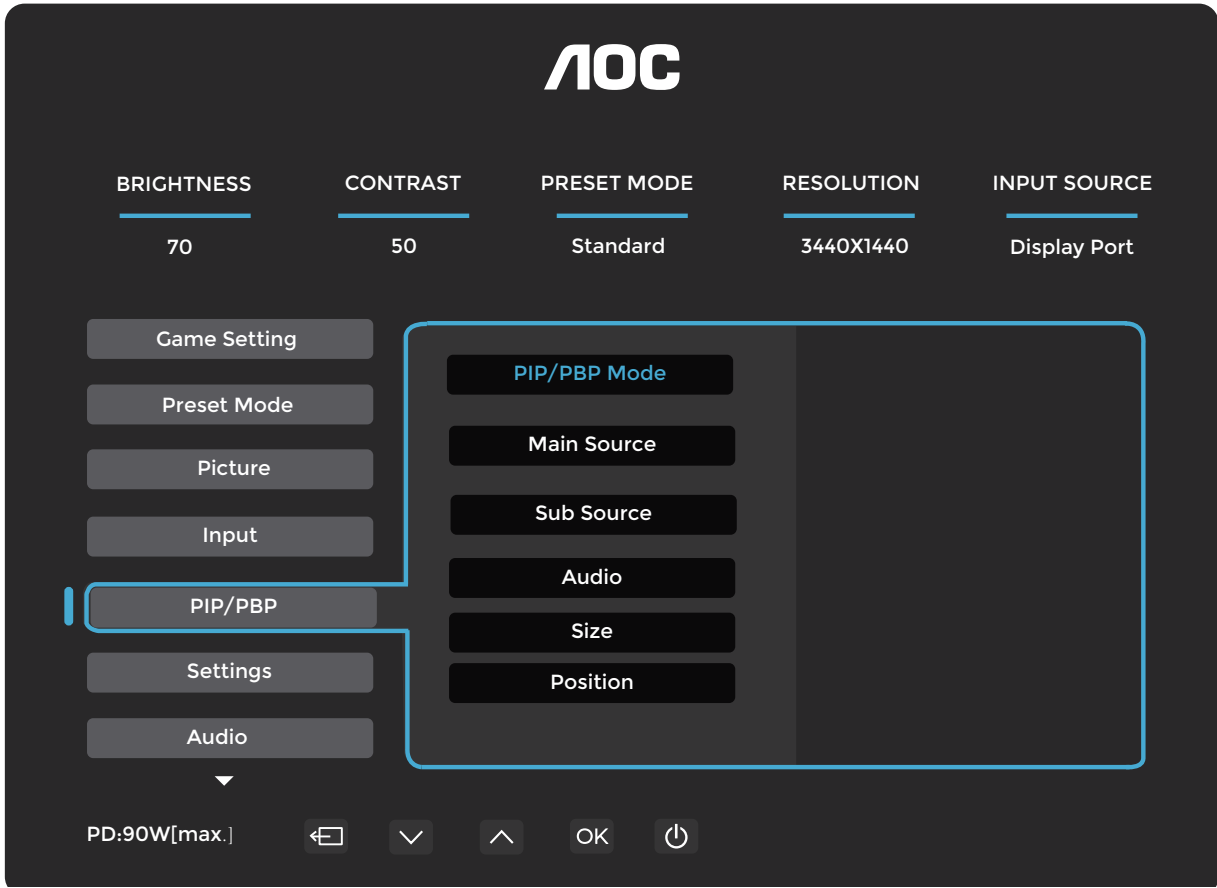 AOC
BRIGHTNESS CONTRAST PRESET MODE RESOLUTION INPUT SOURCE
70 50 Standard 3440X1440 Display Port
Game Setting
Preset Mode
Picture
Input
PIP/PBP
Settings
Audio
PIP/PBP Mode
Main Source
Sub Source
Audio
Size
Position
PD:90W[max.] OK